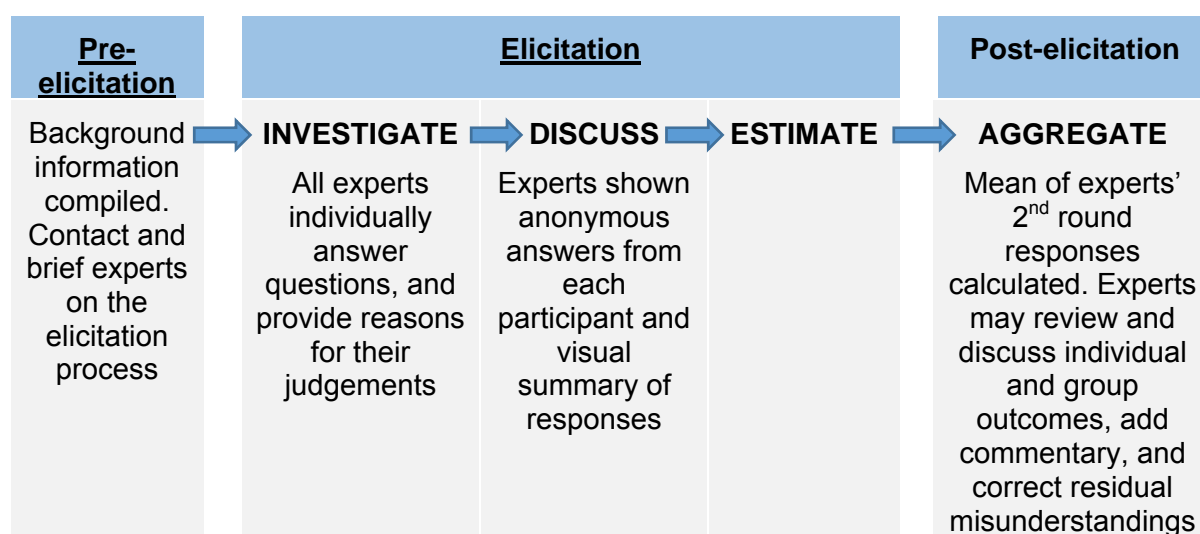 Pre-
elicitation
Elicitation
Post-elicitation
Background
information
compiled.
Contact and
brief experts
on the
elicitation
process
INVESTIGATE
All experts
individually
answer
questions, and
provide reasons
for their
judgements
DISCUSS
Experts shown
anonymous
answers from
each
participant and
visual
summary of
responses
ESTIMATE
AGGREGATE
Mean of experts’
2nd round
responses
calculated. Experts
may review and
discuss individual
and group
outcomes, add
commentary, and
correct residual
misunderstandings